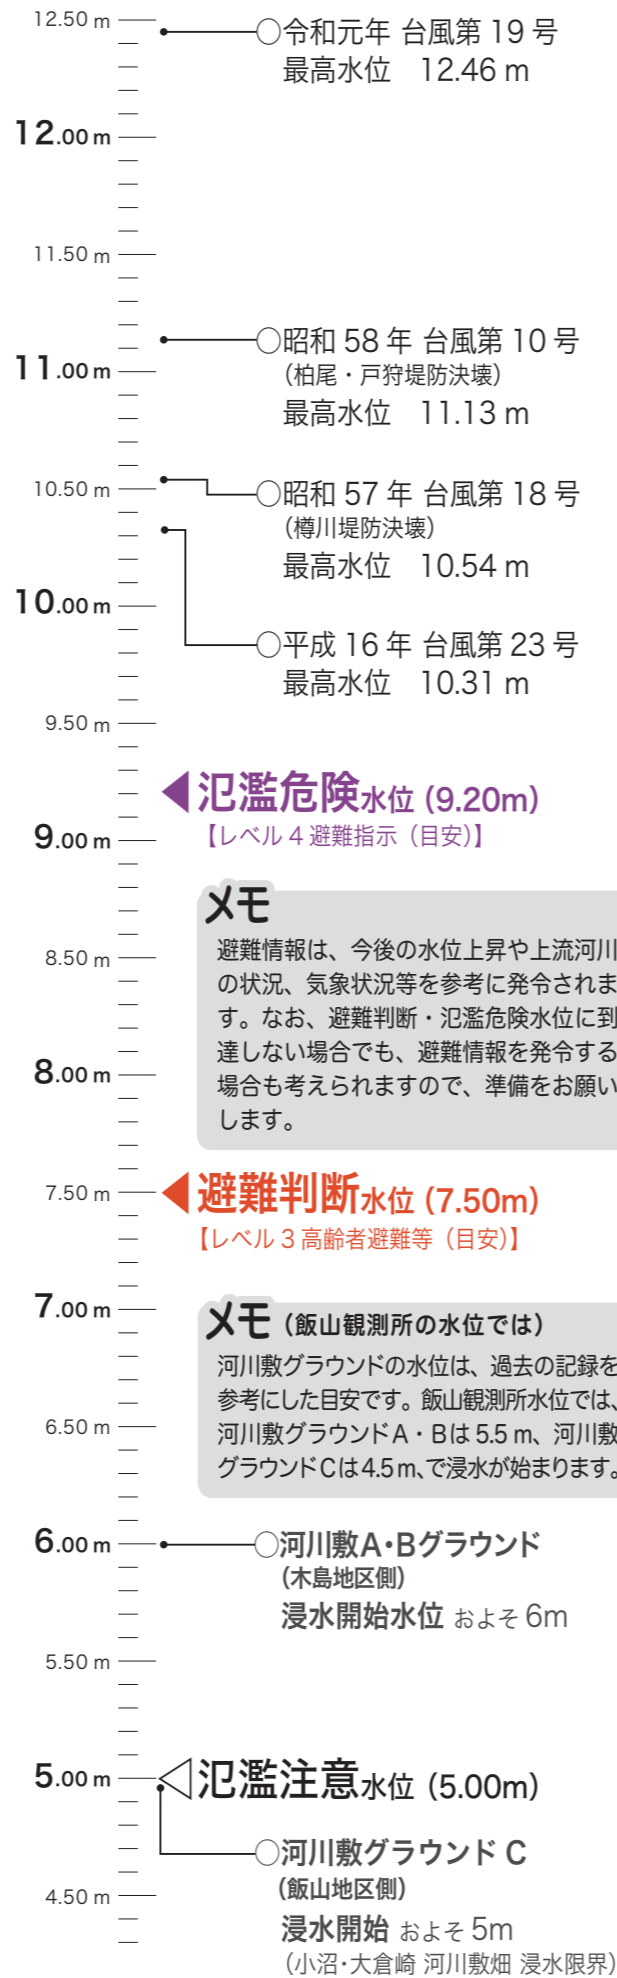 12.50 m
○令和元年 台風第 19 号
最高水位 12.46 m
12.00 m
11.50 m
○昭和 58 年 台風第 10 号
（柏尾・戸狩堤防決壊）
11.00 m
最高水位 11.13 m
10.50 m
○昭和 57 年 台風第 18 号
（樽川堤防決壊）
最高水位 10.54 m
10.00 m
○平成 16 年 台風第 23 号
最高水位 10.31 m
9.50 m
氾濫危険水位 (9.20m)
【レベル 4 避難指示（目安）】
9.00 m
メモ
避難情報は、今後の水位上昇や上流河川
の状況、気象状況等を参考に発令されま
す。なお、避難判断・氾濫危険水位に到
達しない場合でも、避難情報を発令する
場合も考えられますので、準備をお願い
します。
8.50 m
8.00 m
7.50 m
避難判断水位 (7.50m)
【レベル 3 高齢者避難等（目安）】
7.00 m
メモ（飯山観測所の水位では）
河川敷グラウンドの水位は、過去の記録を
参考にした目安です。飯山観測所水位では、
河川敷グラウンドA・Bは 5.5 m、河川敷
グラウンドCは4.5 m、で浸水が始まります。
6.50 m
6.00 m
○河川敷A・Bグラウンド
（木島地区側）
浸水開始水位 およそ 6m
5.50 m
5.00 m
氾濫注意水位（5.00m）
○河川敷グラウンド C
（飯山地区側）
4.50 m
浸水開始 およそ 5m
（小沼・大倉崎 河川敷畑 浸水限界）